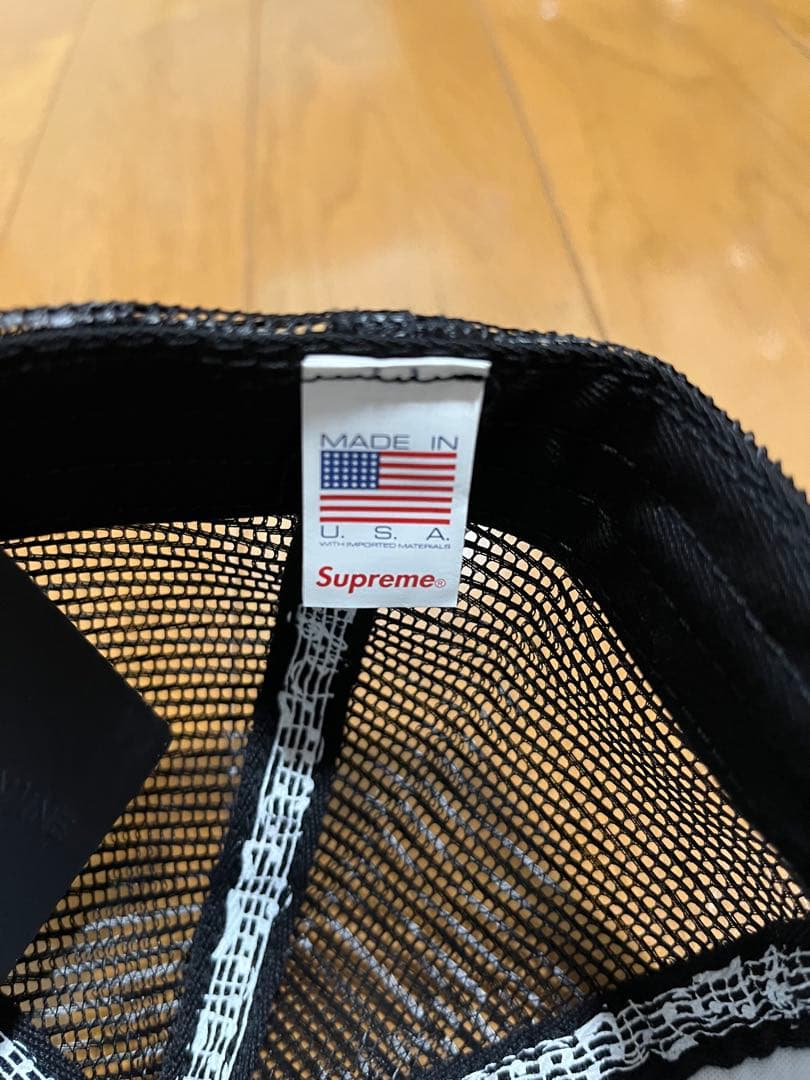 MADE IN
U. S. A.
WITH IMPORTED MATERIALS
Supreme®